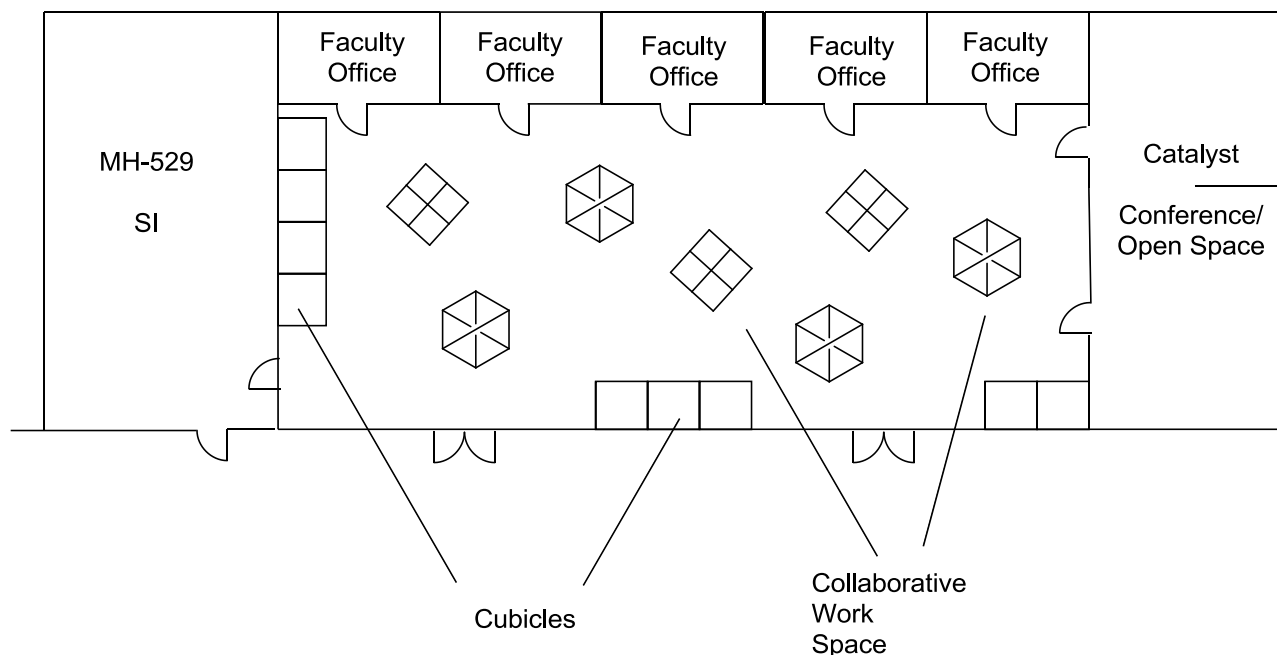 Faculty
Office
Faculty
Office
Faculty
Office
Faculty
Office
Faculty
Office
MH-529
SI
Catalyst
Conference/
Open Space
Cubicles
Collaborative
Work
Space